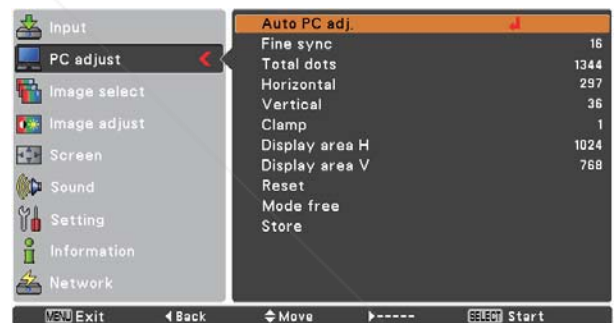 Input
PC adjust
Image select
Image adjust
Screen
Sound
Setting
Information
Network
Auto PC adj.
Fine sync 16
Total dots 1344
Horizontal 297
Vertical 36
Clamp 1
Display area H 1024
Display area V 768
Reset
Mode free
Store
MENU Exit ◀Back ◆Move ▶----- SELECT Start